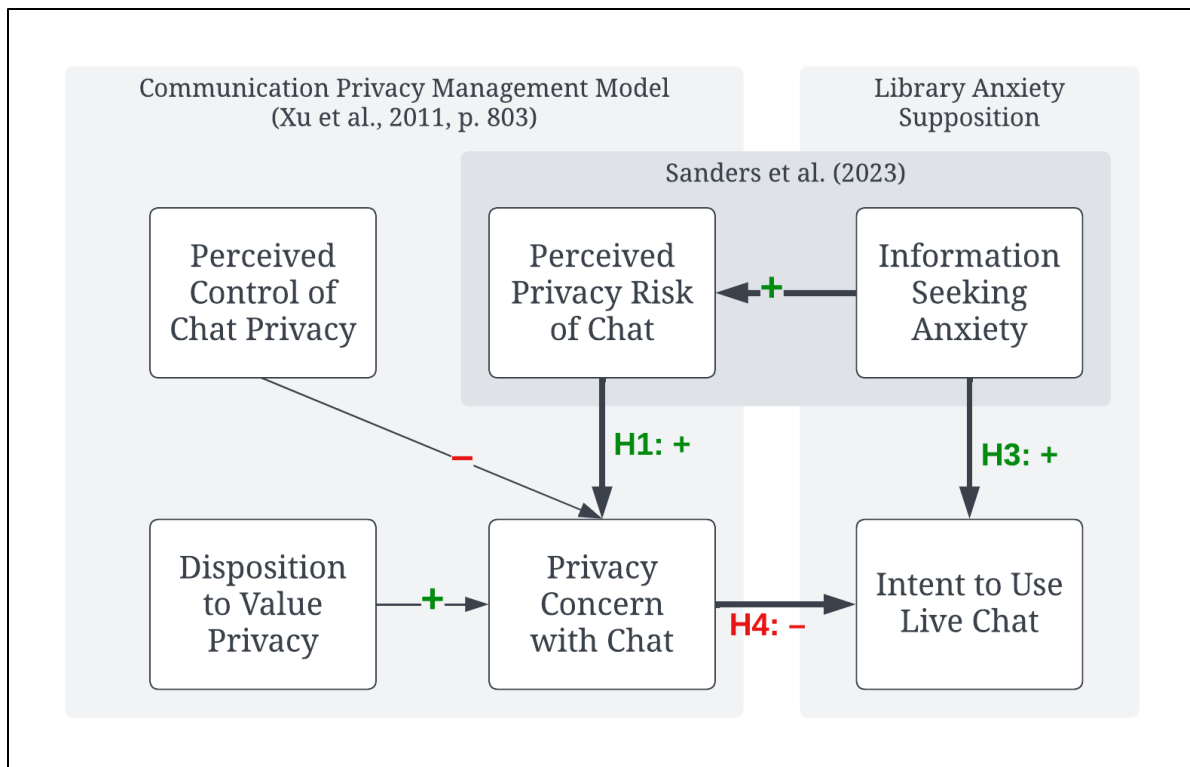 Communication Privacy Management Model
(Xu et al., 2011, p. 803)
Library Anxiety
Supposition
Sanders et al. (2023)
Perceived
Control of
Chat Privacy
Perceived
Privacy Risk
of Chat
+
Information
Seeking
Anxiety
–
H1: +
H3: +
Disposition
to Value
Privacy
+
Privacy
Concern
with Chat
H4: –
Intent to Use
Live Chat